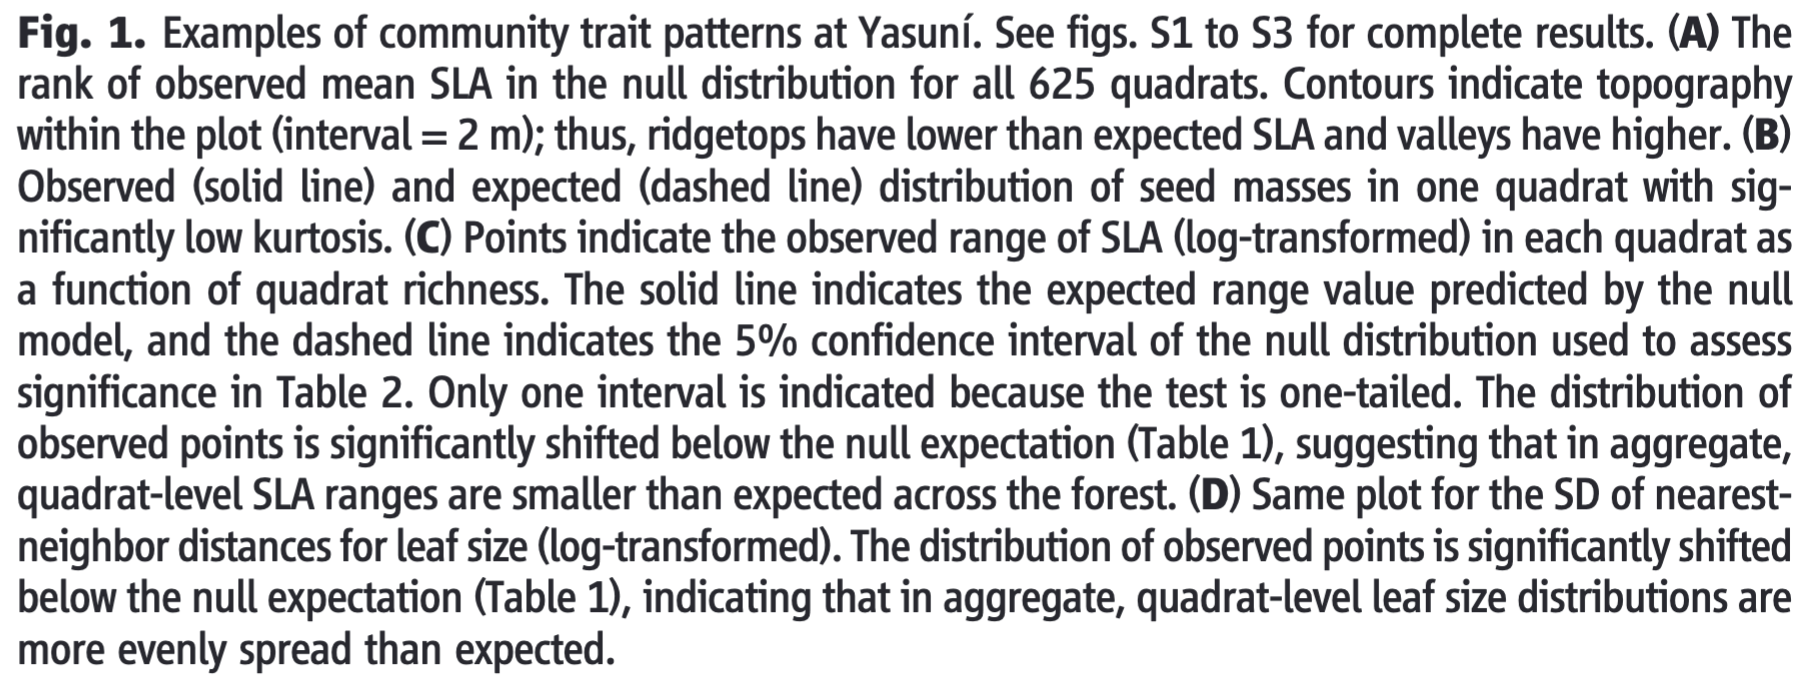 Fig. 1. Examples of community trait patterns at Yasuní. See figs. S1 to S3 for complete results. (A) The
rank of observed mean SLA in the null distribution for all 625 quadrats. Contours indicate topography
within the plot (interval = 2 m); thus, ridgetops have lower than expected SLA and valleys have higher. (B)
Observed (solid line) and expected (dashed line) distribution of seed masses in one quadrat with sig-
nificantly low kurtosis. (C) Points indicate the observed range of SLA (log-transformed) in each quadrat as
a function of quadrat richness. The solid line indicates the expected range value predicted by the null
model, and the dashed line indicates the 5% confidence interval of the null distribution used to assess
significance in Table 2. Only one interval is indicated because the test is one-tailed. The distribution of
observed points is significantly shifted below the null expectation (Table 1), suggesting that in aggregate,
quadrat-level SLA ranges are smaller than expected across the forest. (D) Same plot for the SD of nearest-
neighbor distances for leaf size (log-transformed). The distribution of observed points is significantly shifted
below the null expectation (Table 1), indicating that in aggregate, quadrat-level leaf size distributions are
more evenly spread than expected.